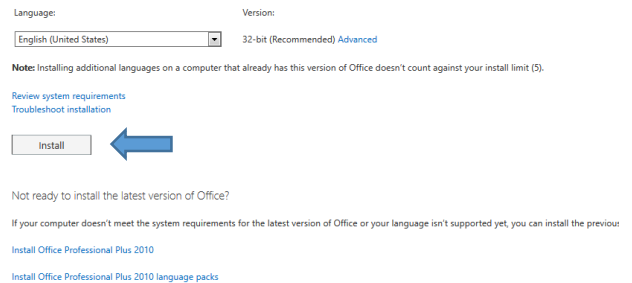 Language: Version:
English (United States) 32-bit (Recommended) Advanced
Note: Installing additional languages on a computer that already has this version of Office doesn't count against your install limit (5).
Review system requirements
Troubleshoot installation
Install
Not ready to install the latest version of Office?
If your computer doesn't meet the system requirements for the latest version of Office or your language isn't supported yet, you can install the previous
Install Office Professional Plus 2010
Install Office Professional Plus 2010 language packs